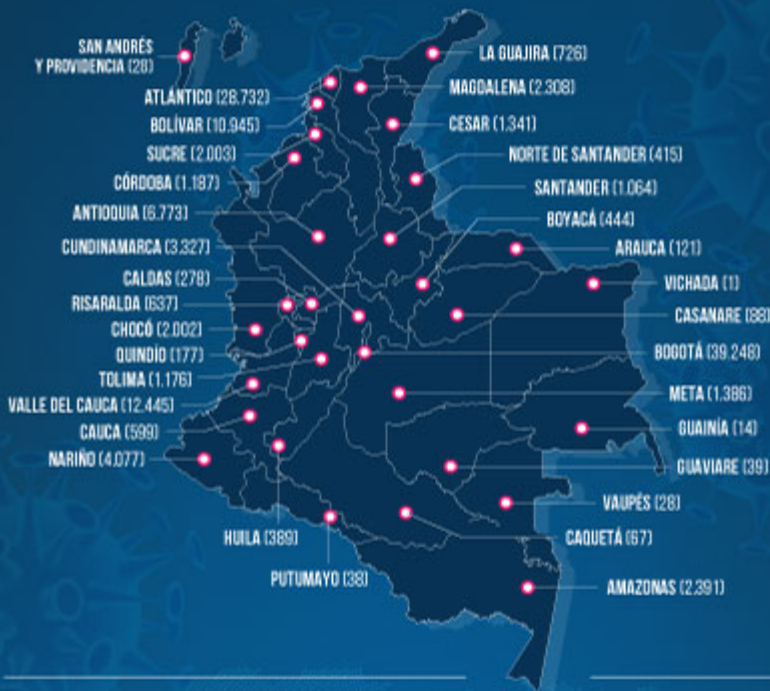 SAN ANDRÉS
Y PROVIDENCIA (28)
ATLÁNTICO (28.732)
BOLÍVAR (10.945)
SUCRE (2.003)
CÓRDOBA (1.187)
ANTIOQUIA (6.773)
CUNDINAMARCA (3.327)
CALDAS (278)
RISARALDA (637)
CHOCÓ (2.002)
QUINDÍO (177)
TOLIMA (1.176)
VALLE DEL CAUCA (12.445)
CAUCA (599)
NARIÑO (4.077)
HUILA (389)
PUTUMAYO (38)
LA GUAJIRA (726)
MAGDALENA (2.308)
CESAR (1.341)
NORTE DE SANTANDER (415)
SANTANDER (1.064)
BOYACÁ (444)
ARAUCA (121)
VICHADA (1)
CASANARE (88)
BOGOTÁ (39.248)
META (1.386)
GUAINÍA (14)
GUAVIARE (39)
VAUPÉS (28)
CAQUETÁ (67)
AMAZONAS (2.391)